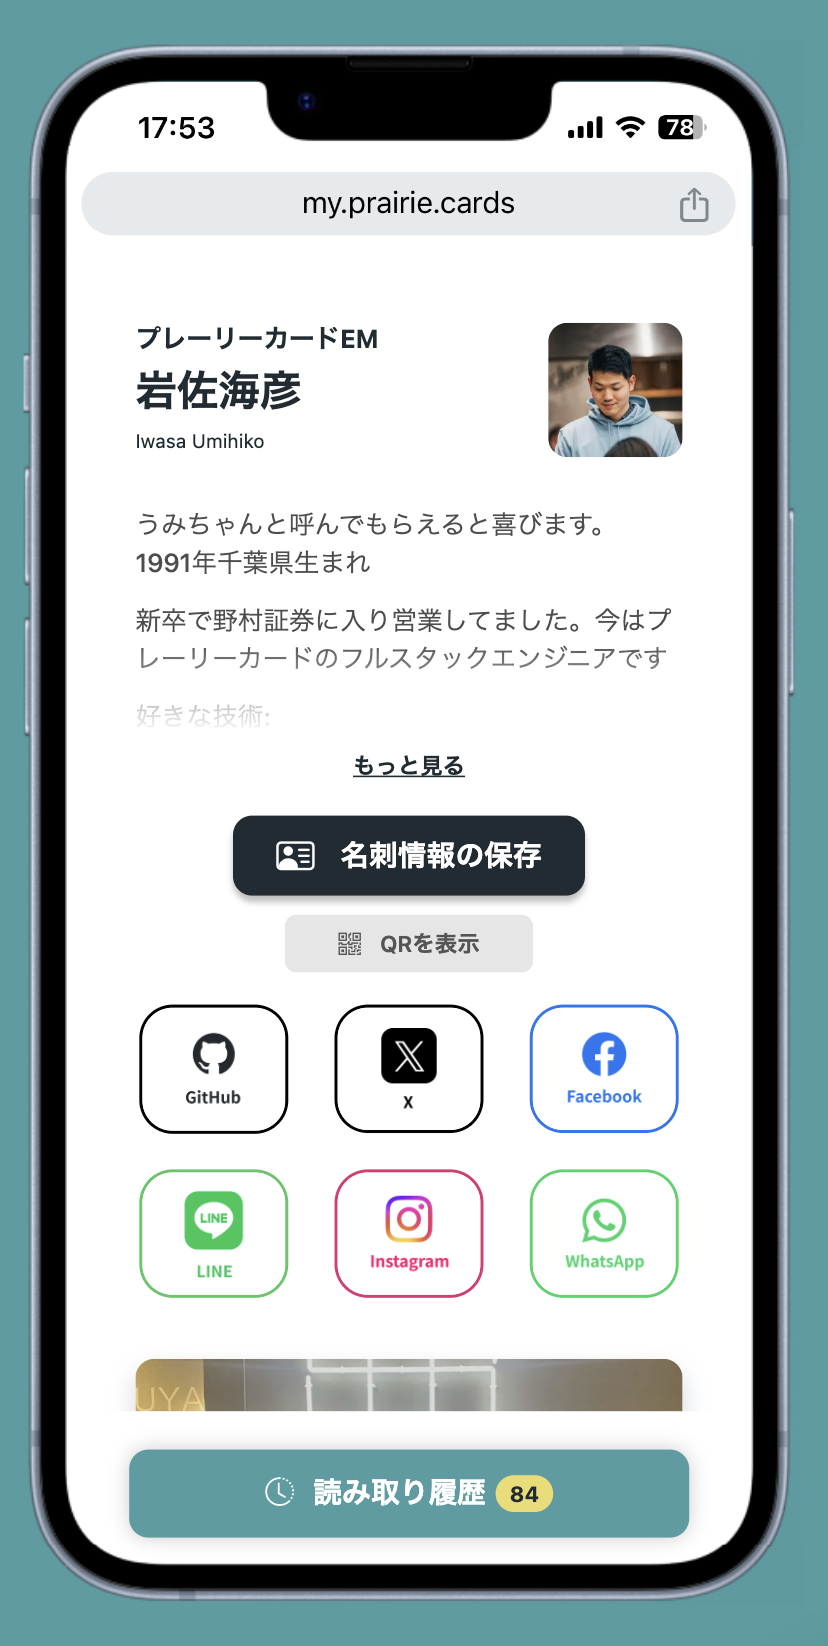 17:53
78
my.prairie.cards
プレーリーカードEM
岩佐海彦
Iwasa Umihiko
うみちゃんと呼んでもらえると喜びます。
1991年千葉県生まれ
新卒で野村証券に入り営業してました。今はプ
レーリーカードのフルスタックエンジニアです
好きな技術:
もっと見る
名刺情報の保存
QRを表示
GitHub
X
Facebook
LINE
LINE
Instagram
WhatsApp
UYA
読み取り履歴 84